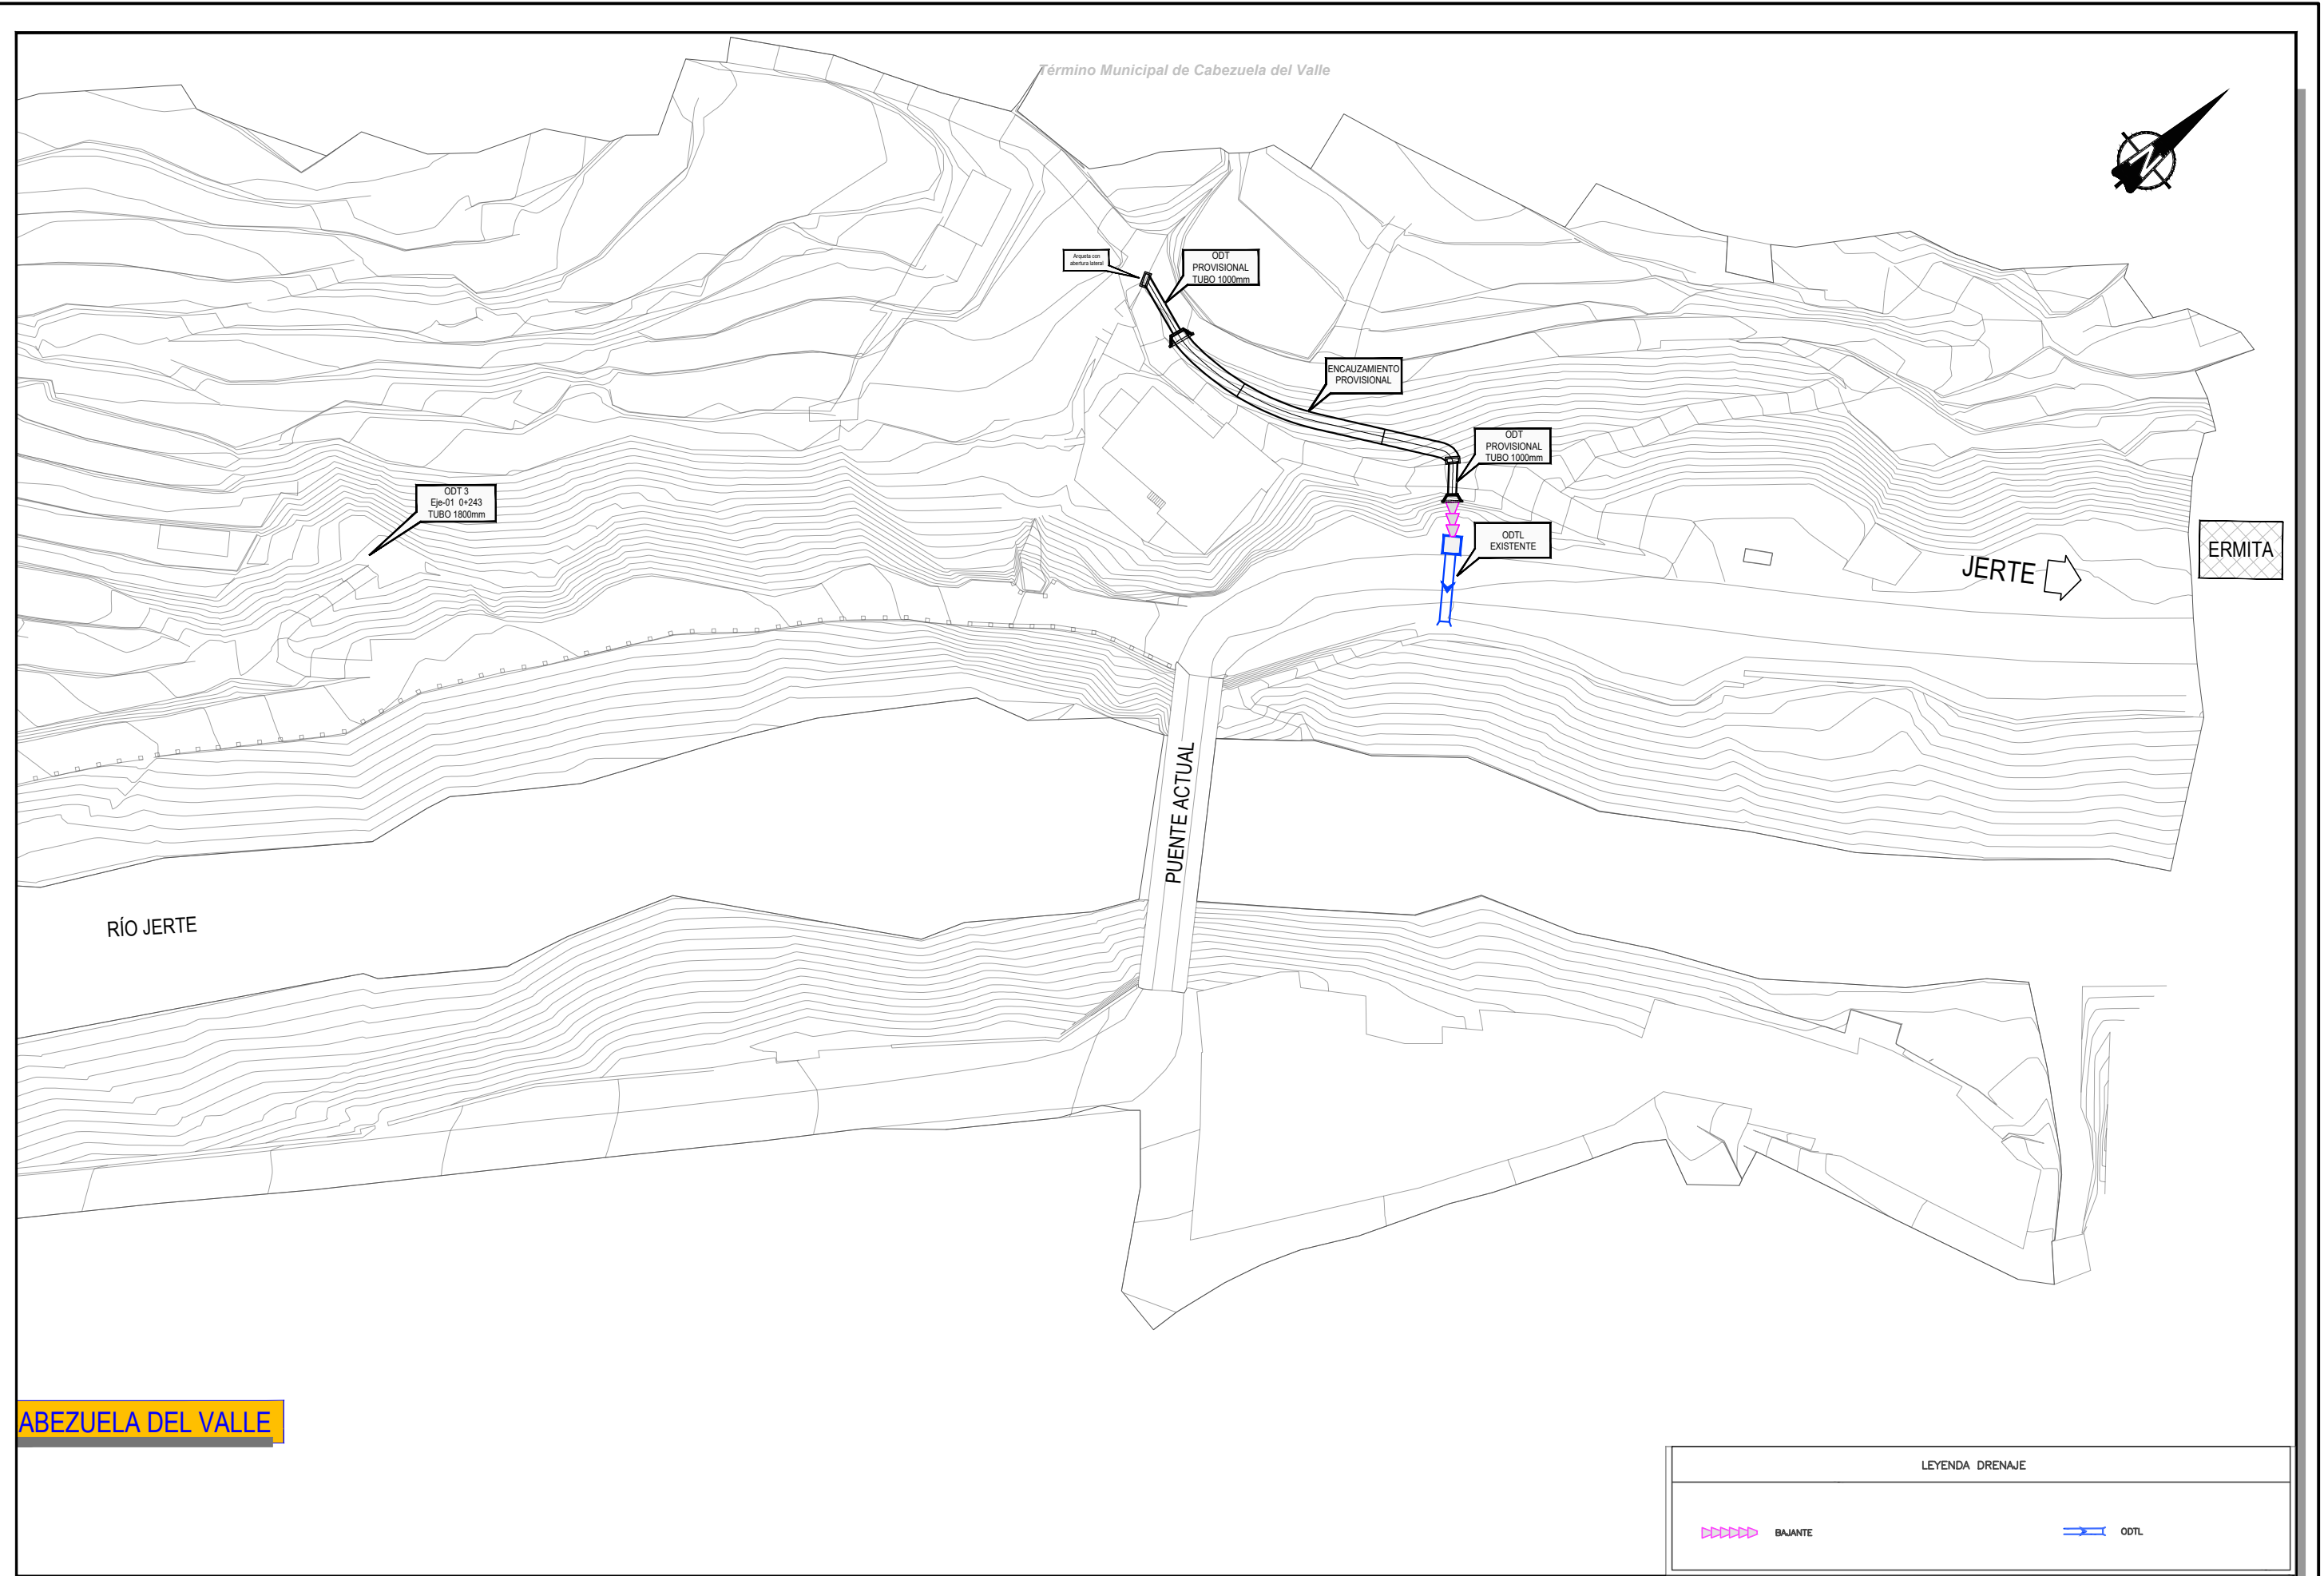 Término Municipal de Cabezuela del Valle
Arqueta con
abertura lateral
ODT
PROVISIONAL
TUBO 1000mm
ENCAUZAMIENTO
PROVISIONAL
ODT
PROVISIONAL
TUBO 1000mm
ODT 3
Eje-01 0+243
TUBO 1800mm
ODTL
EXISTENTE
JERTE
ERMITA
N
PUENTE ACTUAL
RÍO JERTE
ABEZUELA DEL VALLE
LEYENDA DRENAJE
BAJANTE
ODTL